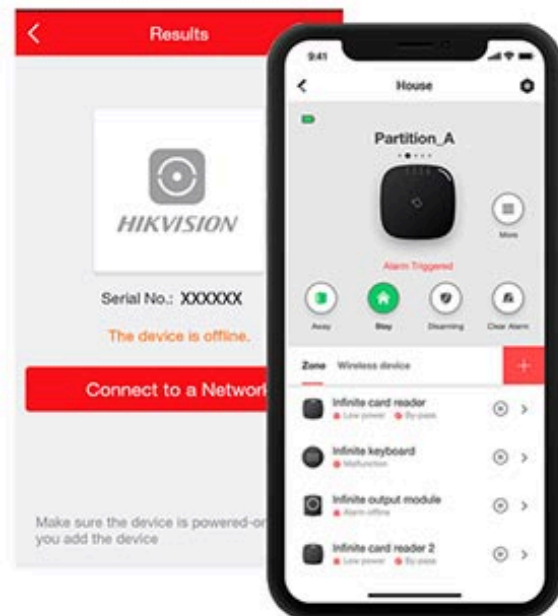 Results
HIKVISION
Serial No.: XXXXXX
The device is offline.
Connect to a Network
Make sure the device is powered-on
you add the device
9:41
House
Partition_A
More
Alarm Triggered
Away
Stay
Disarming
Clear Alarm
Zone Wireless device
Infinite card reader
Low power By-pass
Infinite keyboard
Malfunction
Infinite output module
Alarm offline
Infinite card reader 2
Low power By-pass